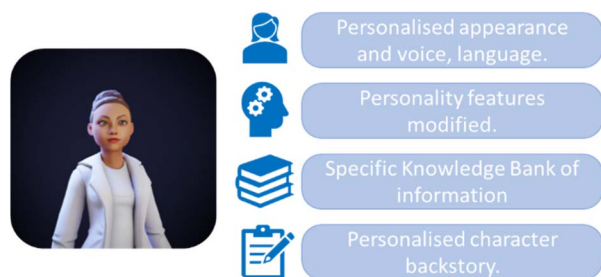 Personalised appearance
and voice, language.
Personality features
modified.
Specific Knowledge Bank of
information
Personalised character
backstory.